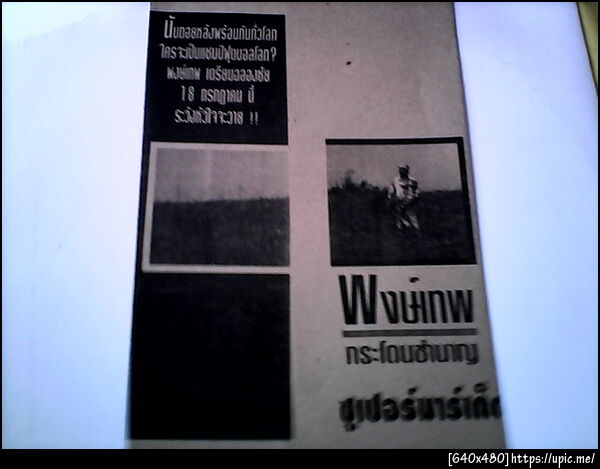 นับถอยหลังพร้อมกันทั่วโลก
ใครจะเป็นแชมป์ฟุตบอลโลก?
พงษ์เทพ เตรียมฉลองชัย
18 กรกฎาคม นี้
ระวังหัวใจจะวาย !!
พงษ์เทพ
กระโดนชำนาญ
ซูเปอร์มาร์เก็ต
[640x480]https://upic.me/